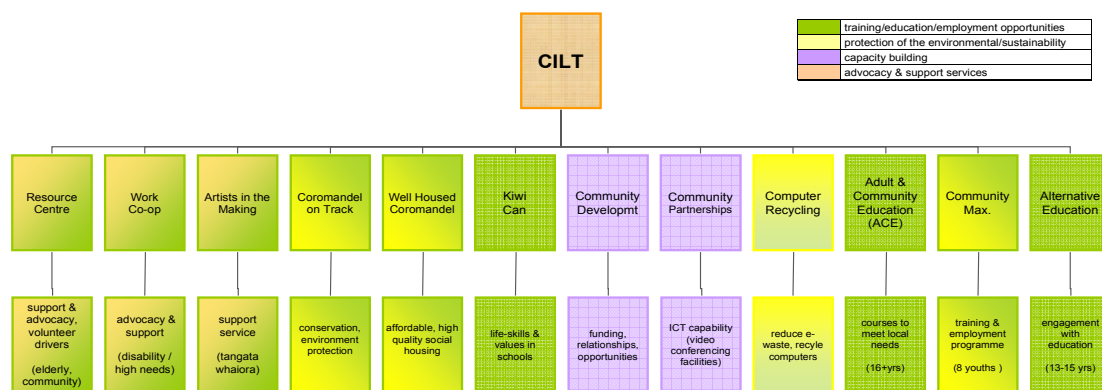 CILT
training/education/employment opportunities
protection of the environmental/sustainability
capacity building
advocacy & support services
Resource
Centre
Work
Co-op
Artists in the
Making
Coromandel
on Track
Well Housed
Coromandel
Kiwi
Can
Community
Developmt
Community
Partnerships
Computer
Recycling
Adult &
Community
Education
(ACE)
Community
Max.
Alternative
Education
support &
advocacy,
volunteer
drivers
(elderly,
community)
advocacy &
support
(disability /
high needs)
support
service
(tangata
whaiora)
conservation,
environment
protection
affordable, high
quality social
housing
life-skills &
values in
schools
funding,
relationships,
opportunities
ICT capability
(video
conferencing
facilities)
reduce e-
waste, recyle
computers
courses to
meet local
needs
(16+yrs)
training &
employment
programme
(8 youths )
engagement
with
education
(13-15 yrs)